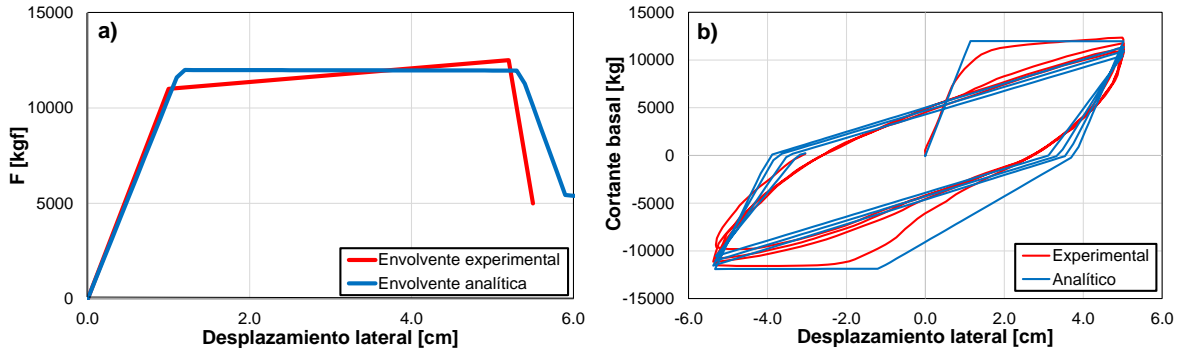 a)
15000
10000
5000
0
F [kgf]
0.0 2.0 4.0 6.0
Desplazamiento lateral [cm]
Envolvente experimental
Envolvente analítica
b)
15000
10000
5000
0
-5000
-10000
-15000
Cortante basal [kg]
-6.0 -4.0 -2.0 0.0 2.0 4.0 6.0
Desplazamiento lateral [cm]
Experimental
Analítico